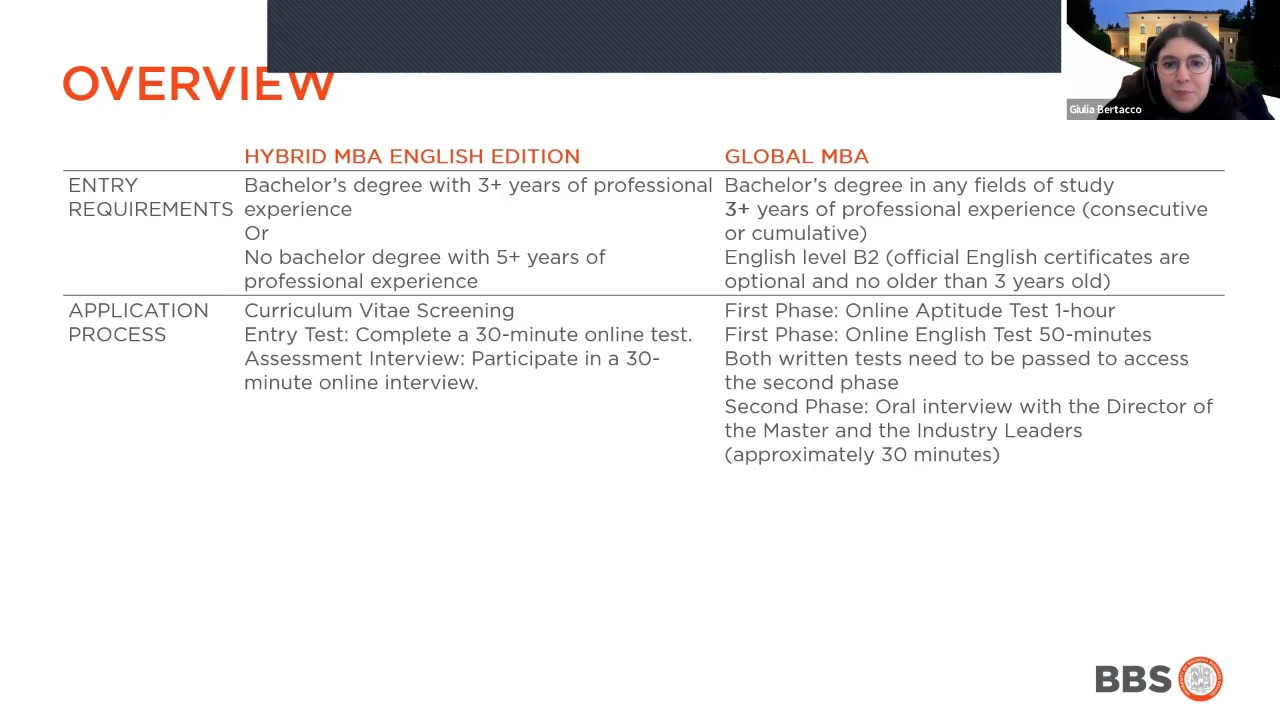 Giulia Bertacco
OVERVIEW
HYBRID MBA ENGLISH EDITION
GLOBAL MBA
ENTRY
REQUIREMENTS
Bachelor’s degree with 3+ years of professional
experience
Or
No bachelor degree with 5+ years of
professional experience
Bachelor’s degree in any fields of study
3+ years of professional experience (consecutive
or cumulative)
English level B2 (official English certificates are
optional and no older than 3 years old)
APPLICATION
PROCESS
Curriculum Vitae Screening
Entry Test: Complete a 30-minute online test.
Assessment Interview: Participate in a 30-
minute online interview.
First Phase: Online Aptitude Test 1-hour
First Phase: Online English Test 50-minutes
Both written tests need to be passed to access
the second phase
Second Phase: Oral interview with the Director of
the Master and the Industry Leaders
(approximately 30 minutes)
BBS